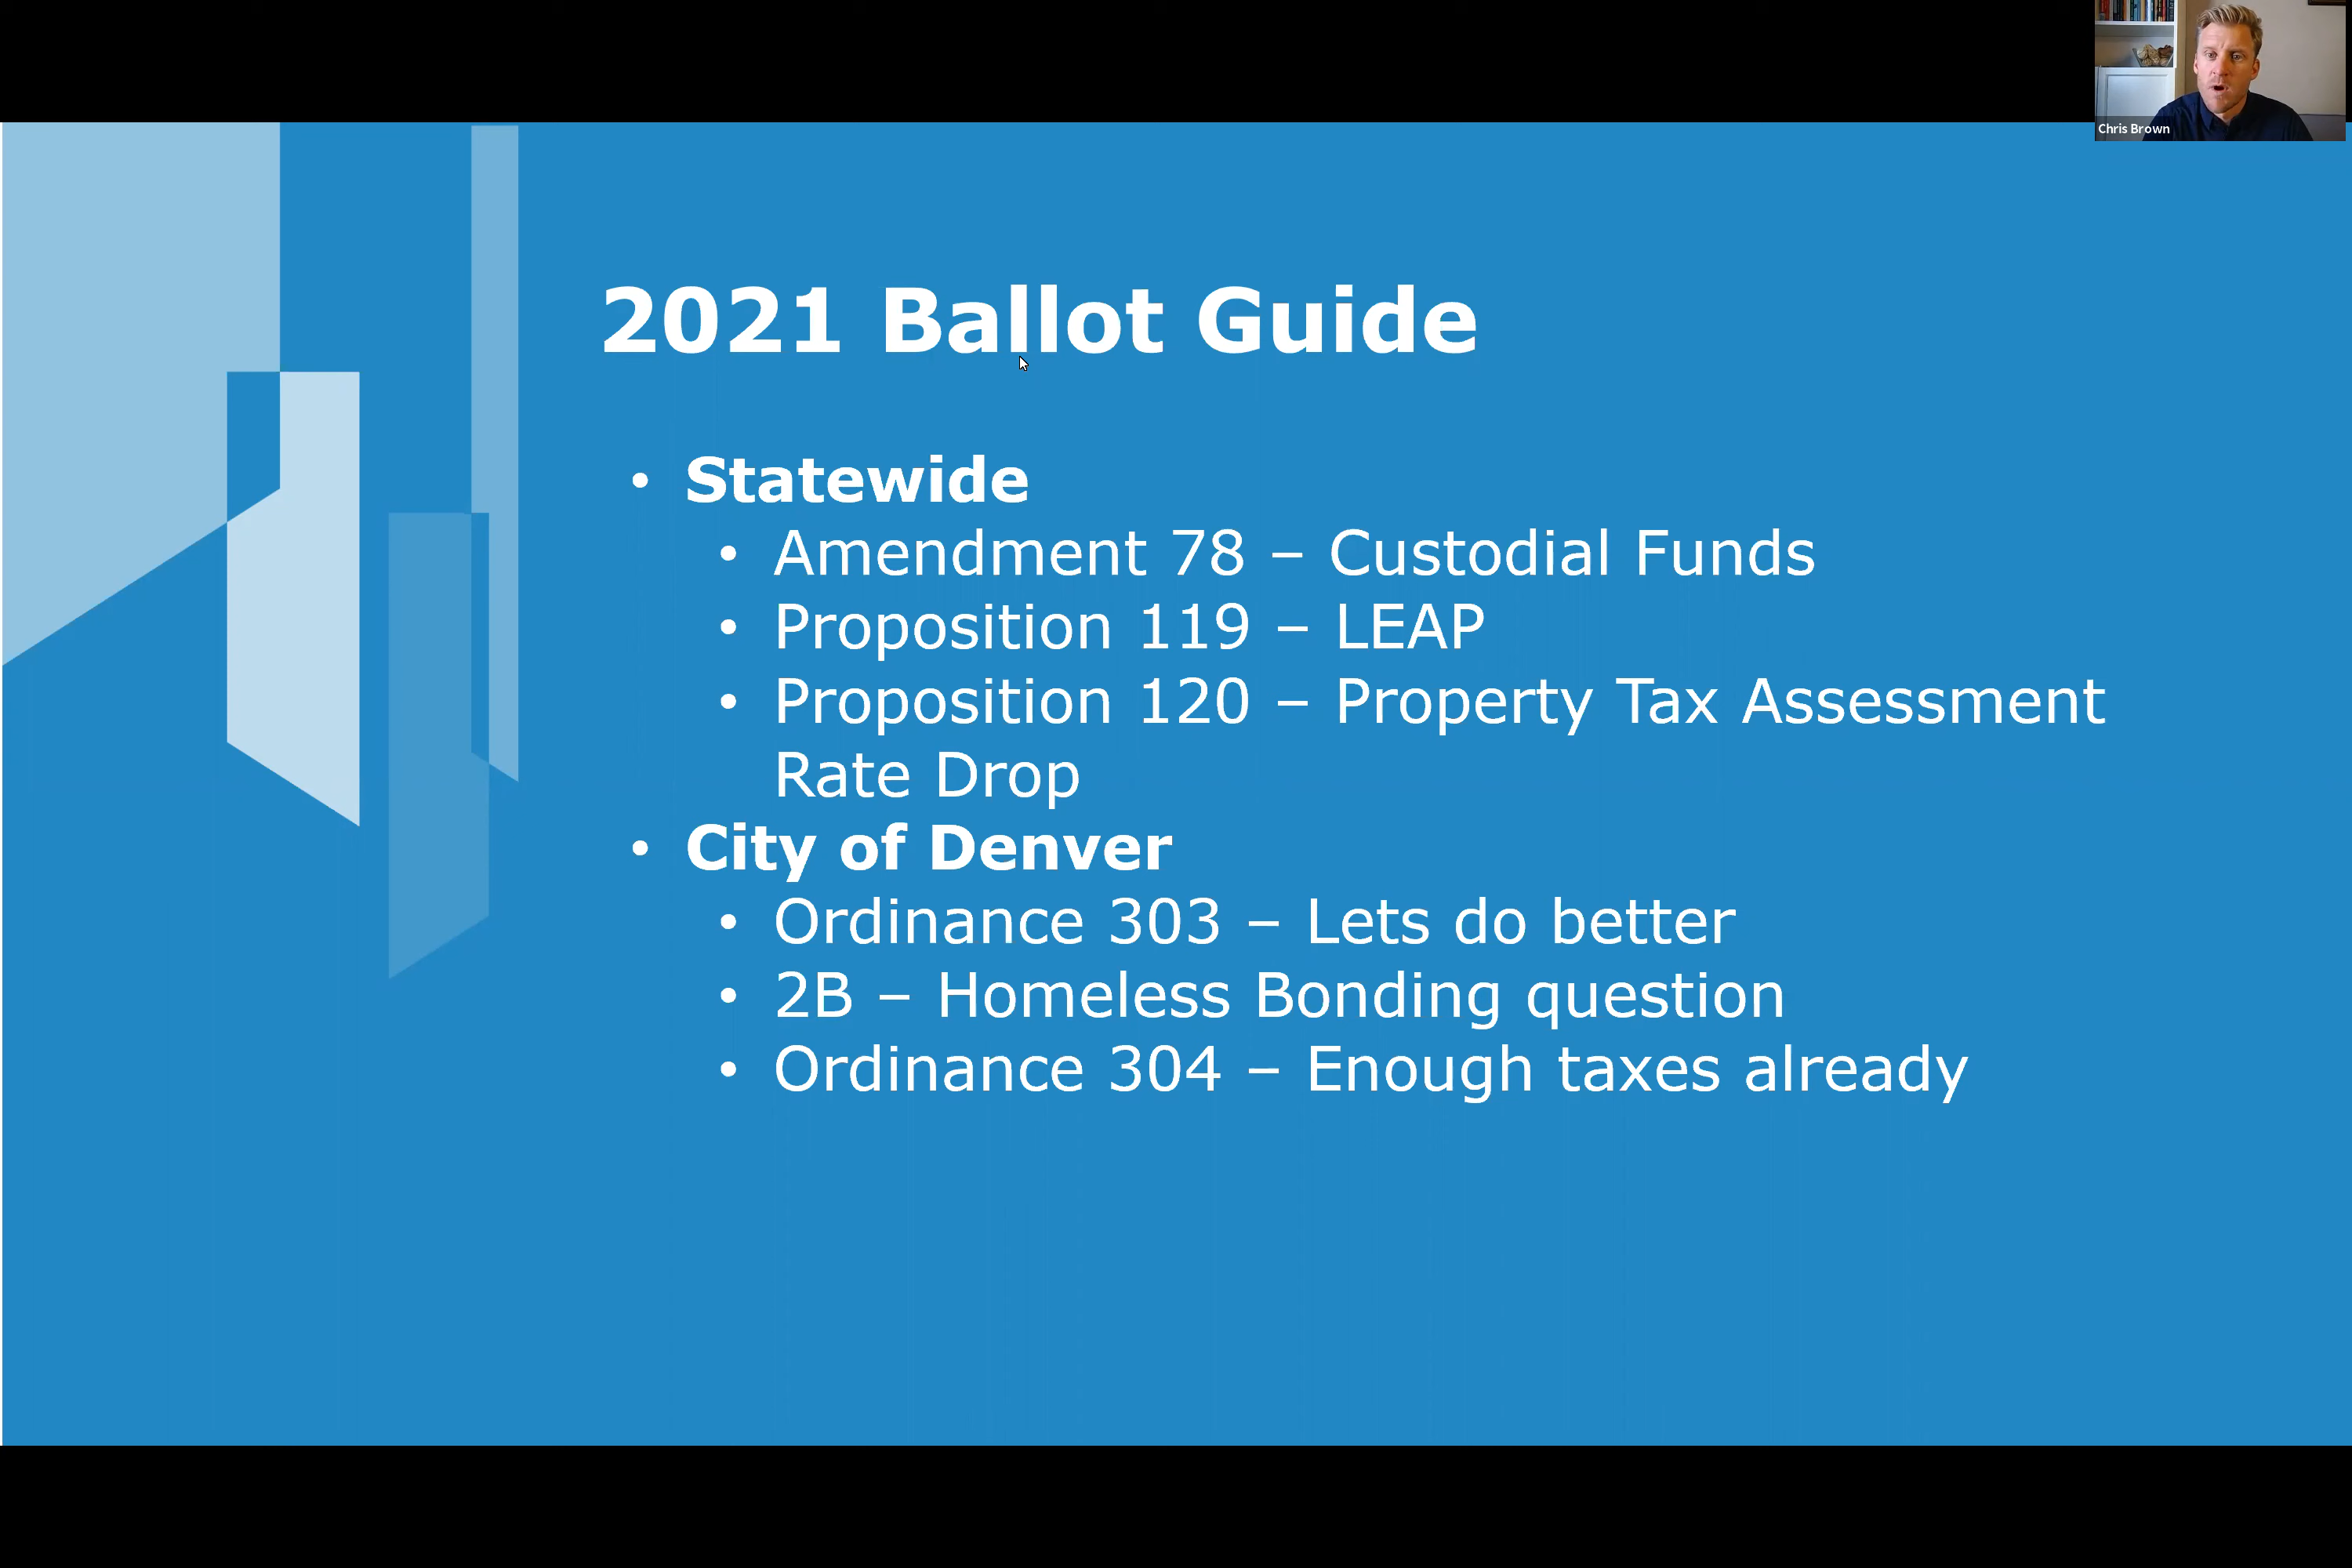 Chris Brown
2021 Ballot Guide
• Statewide
• Amendment 78 – Custodial Funds
• Proposition 119 – LEAP
• Proposition 120 – Property Tax Assessment
Rate Drop
• City of Denver
• Ordinance 303 – Lets do better
• 2B – Homeless Bonding question
• Ordinance 304 – Enough taxes already